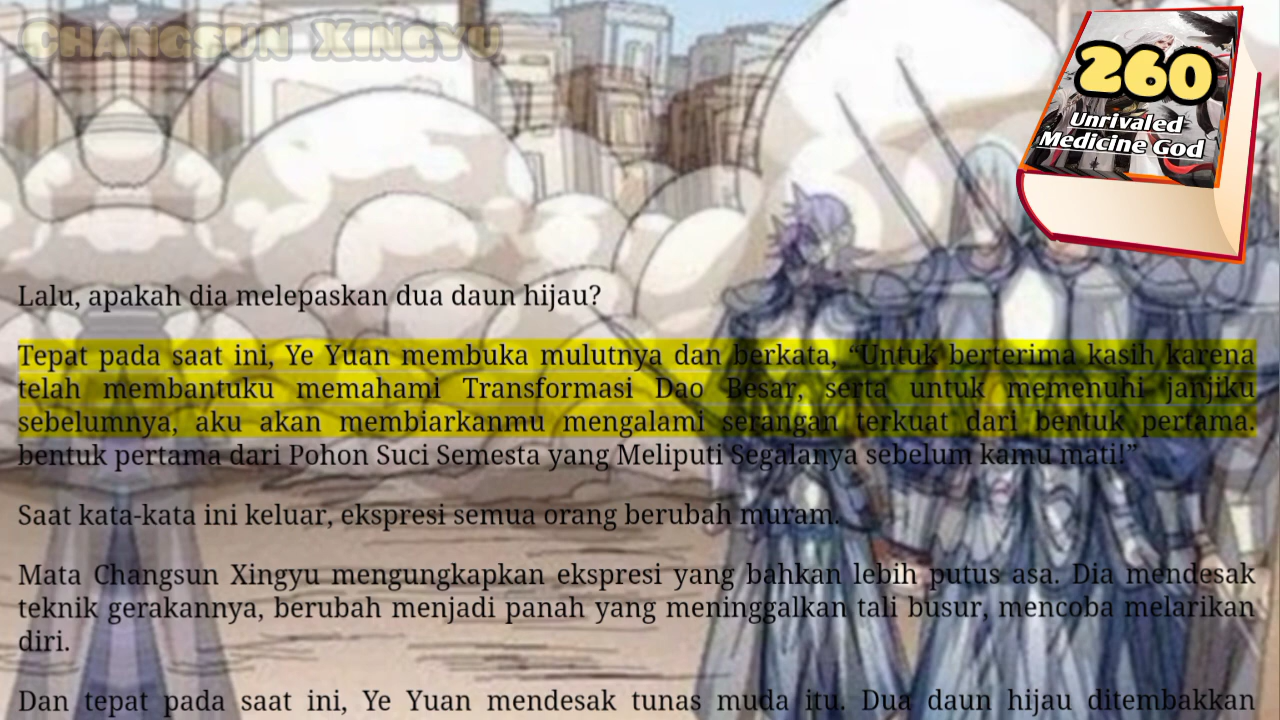 Changsun Xingyu
260
Unrivaled
Medicine God
Lalu, apakah dia melepaskan dua daun hijau?
Tepat pada saat ini, Ye Yuan membuka mulutnya dan berkata, “Untuk berterima kasih karena
telah membantuku memahami Transformasi Dao Besar, serta untuk memenuhi janjiku
sebelumnya, aku akan membiarkanmu mengalami serangan terkuat dari bentuk pertama.
bentuk pertama dari Pohon Suci Semesta yang Meliputi Segalanya sebelum kamu mati!”
Saat kata-kata ini keluar, ekspresi semua orang berubah muram.
Mata Changsun Xingyu mengungkapkan ekspresi yang bahkan lebih putus asa. Dia mendesak
teknik gerakannya, berubah menjadi panah yang meninggalkan tali busur, mencoba melarikan
diri.
Dan tepat pada saat ini, Ye Yuan mendesak tunas muda itu. Dua daun hijau ditembakkan